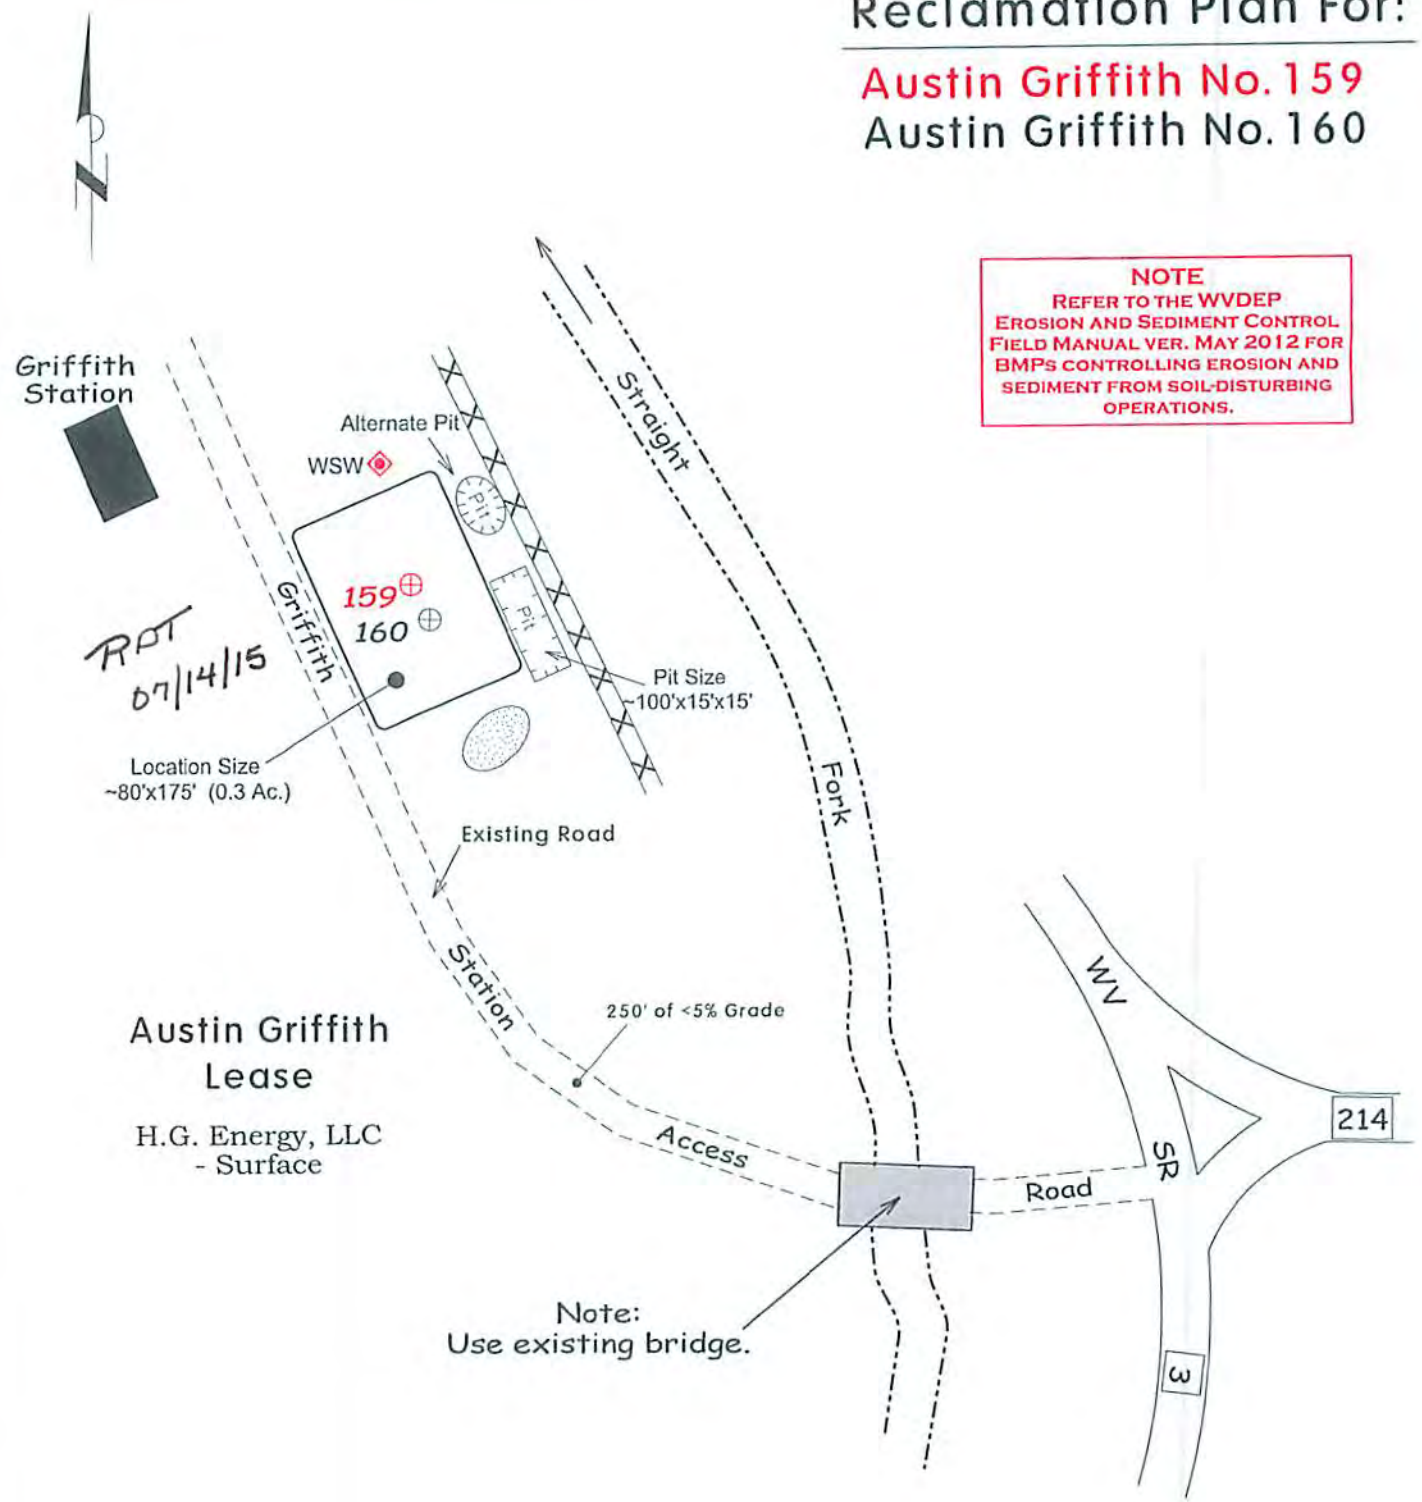 Reclamation Plan For:
Austin Griffith No. 159
Austin Griffith No. 160
N
NOTE
REFER TO THE WVDEP
EROSION AND SEDIMENT CONTROL
FIELD MANUAL VER. MAY 2012 FOR
BMPS CONTROLLING EROSION AND
SEDIMENT FROM SOIL-DISTURBING
OPERATIONS.
Griffith
Station
Alternate Pit
WSW
Pit
Straight
159
160
Griffith
Pit
RDT
07/14/15
Pit Size
~100'x15'x15'
Location Size
~80'x175' (0.3 Ac.)
Fork
Existing Road
Station
WV
250' of <5% Grade
Austin Griffith
Lease
H.G. Energy, LLC
- Surface
Access
214
SR
Road
Note:
Use existing bridge.
3